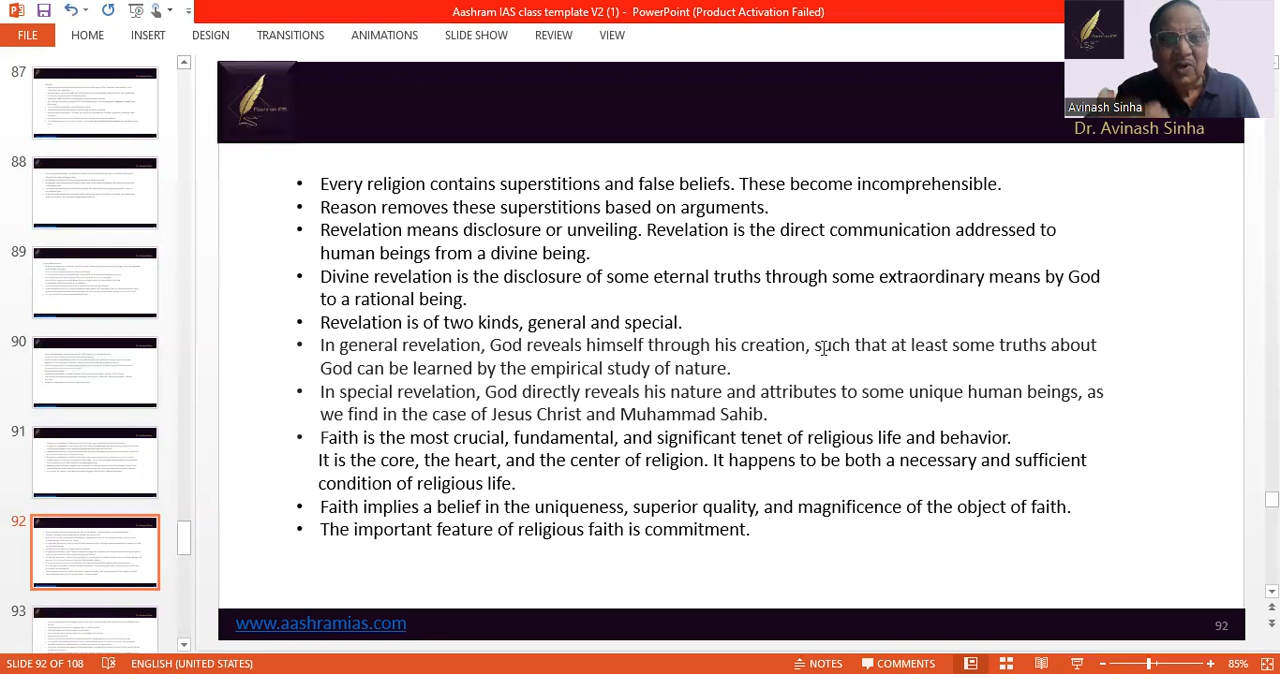 Aashram IAS class template V2 (1) - PowerPoint (Product Activation Failed)
FILE HOME INSERT DESIGN TRANSITIONS ANIMATIONS SLIDE SHOW REVIEW VIEW
Avinash Sinha
Dr. Avinash Sinha
87
88
89
90
91
92
93
• Every religion contains superstitions and false beliefs. These become incomprehensible.
• Reason removes these superstitions based on arguments.
• Revelation means disclosure or unveiling. Revelation is the direct communication addressed to
human beings from a divine being.
• Divine revelation is the disclosure of some eternal truths through some extraordinary means by God
to a rational being.
• Revelation is of two kinds, general and special.
• In general revelation, God reveals himself through his creation, such that at least some truths about
God can be learned by the empirical study of nature.
• In special revelation, God directly reveals his nature and attributes to some unique human beings, as
we find in the case of Jesus Christ and Muhammad Sahib.
• Faith is the most crucial, fundamental, and significant tenet of religious life and behavior.
It is the core, the heart, and the center of religion. It happens to be both a necessary and sufficient
condition of religious life.
• Faith implies a belief in the uniqueness, superior quality, and magnificence of the object of faith.
• The important feature of religious faith is commitment.
www.aashramias.com
92
SLIDE 92 OF 108 ENGLISH (UNITED STATES) NOTES COMMENTS 85%